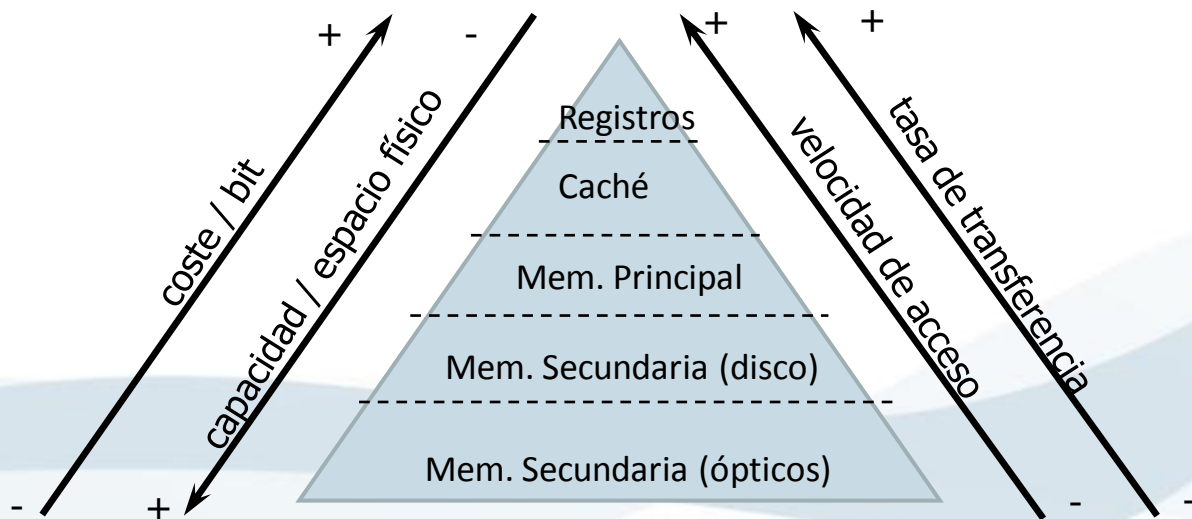 +
-
+
+
coste / bit
capacidad / espacio físico
Registros
Caché
Mem. Principal
Mem. Secundaria (disco)
Mem. Secundaria (ópticos)
velocidad de acceso
tasa de transferencia
-
+
-
-